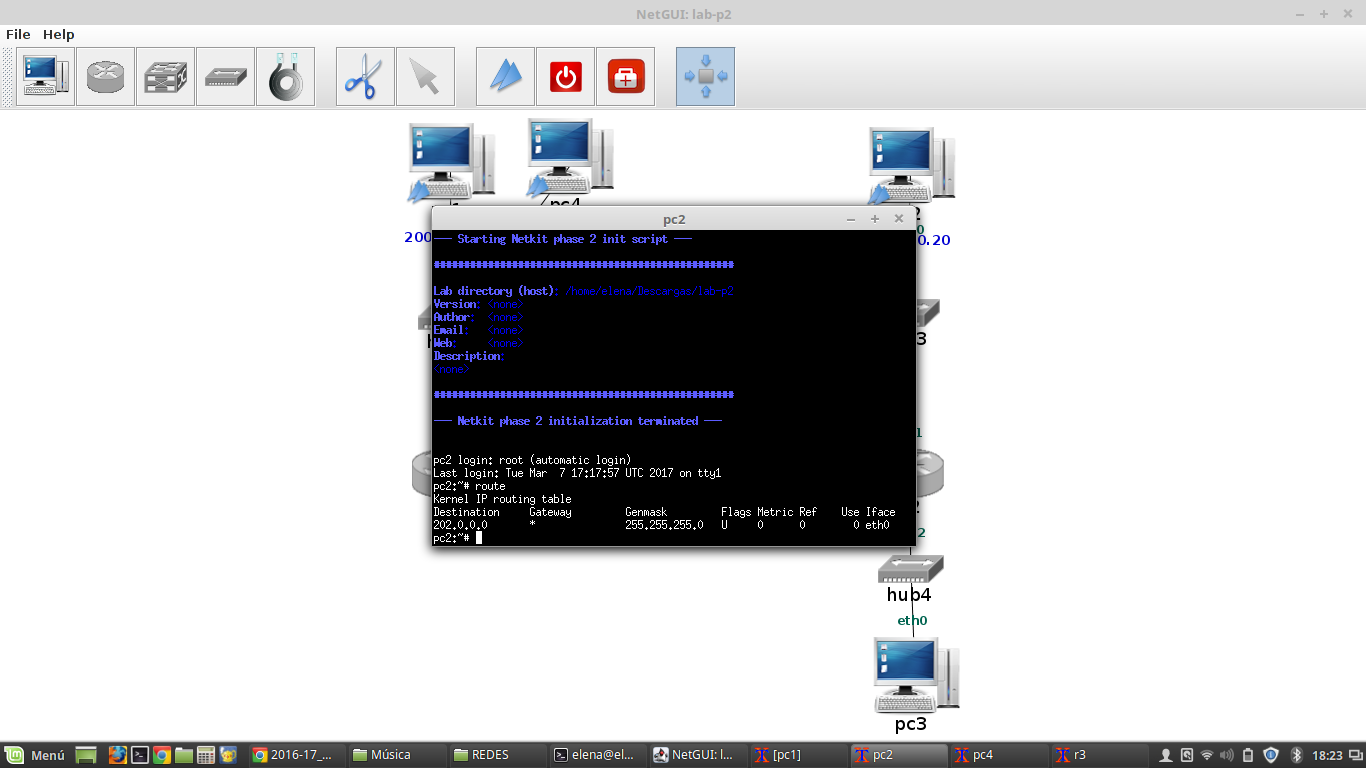 NetGUI: lab-p2
File Help
200
0.20
pc2
--- Starting Netkit phase 2 init script ---
##################################################
Lab directory (host): /home/elena/Descargas/lab-p2
Version: <none>
Author: <none>
Email: <none>
Web: <none>
Description:
<none>
##################################################
--- Netkit phase 2 initialization terminated ---
pc2 login: root (automatic login)
Last login: Tue Mar  7 17:17:57 UTC 2017 on tty1
pc2:~# route
Kernel IP routing table
Destination Gateway Genmask Flags Metric Ref Use Iface
202.0.0.0 * 255.255.255.0 U 0 0 0 eth0
pc2:~#
hub4
eth0
pc3
Menú 2016-17_... Música REDES elena@el... NetGUI: l... [pc1] pc2 pc4 r3 18:23